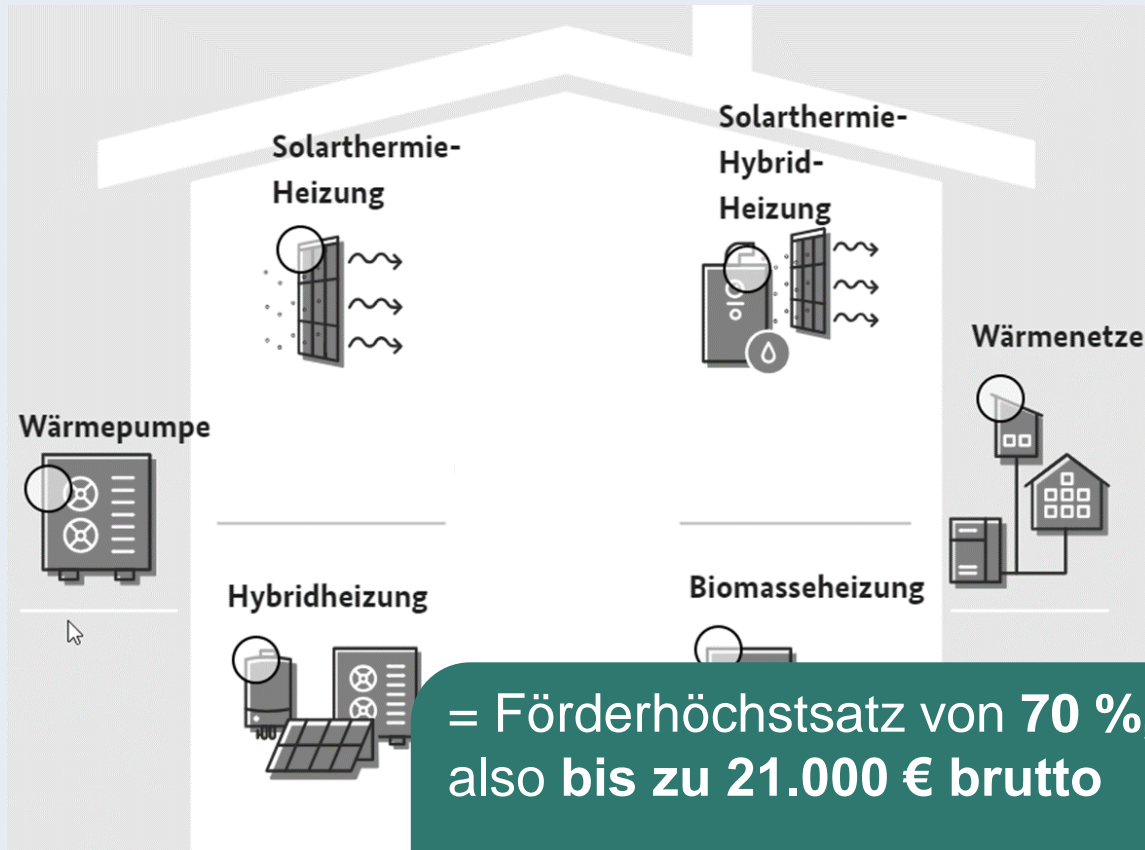 Solarthermie-
Heizung
Solarthermie-
Hybrid-
Heizung
Wärmenetze
Wärmepumpe
Hybridheizung
Biomasseheizung
= Förderhöchstsatz von 70 %,
also bis zu 21.000 € brutto